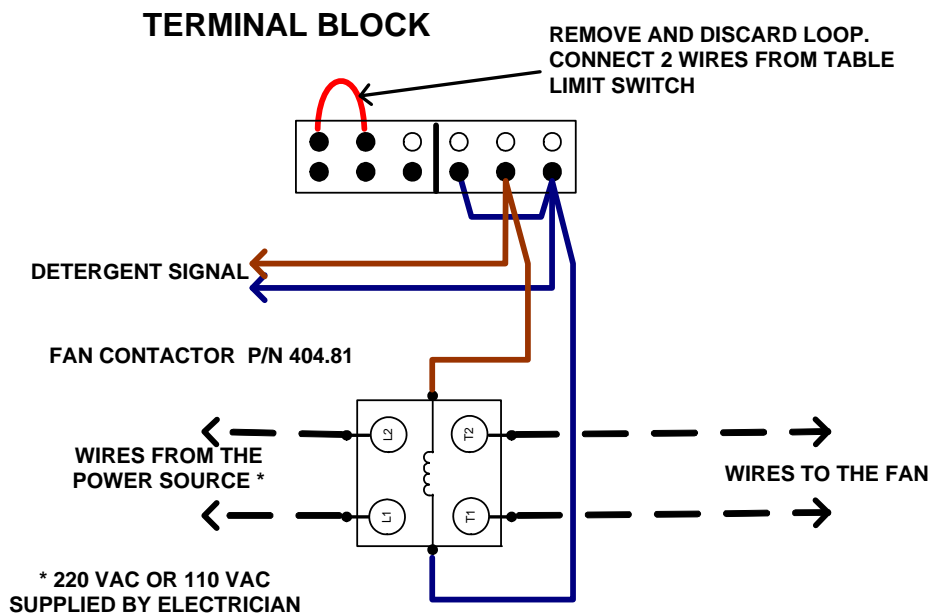 TERMINAL BLOCK
REMOVE AND DISCARD LOOP.
CONNECT 2 WIRES FROM TABLE
LIMIT SWITCH
DETERGENT SIGNAL
FAN CONTACTOR P/N 404.81
L2
T2
WIRES FROM THE
POWER SOURCE *
WIRES TO THE FAN
L1
T1
* 220 VAC OR 110 VAC
SUPPLIED BY ELECTRICIAN